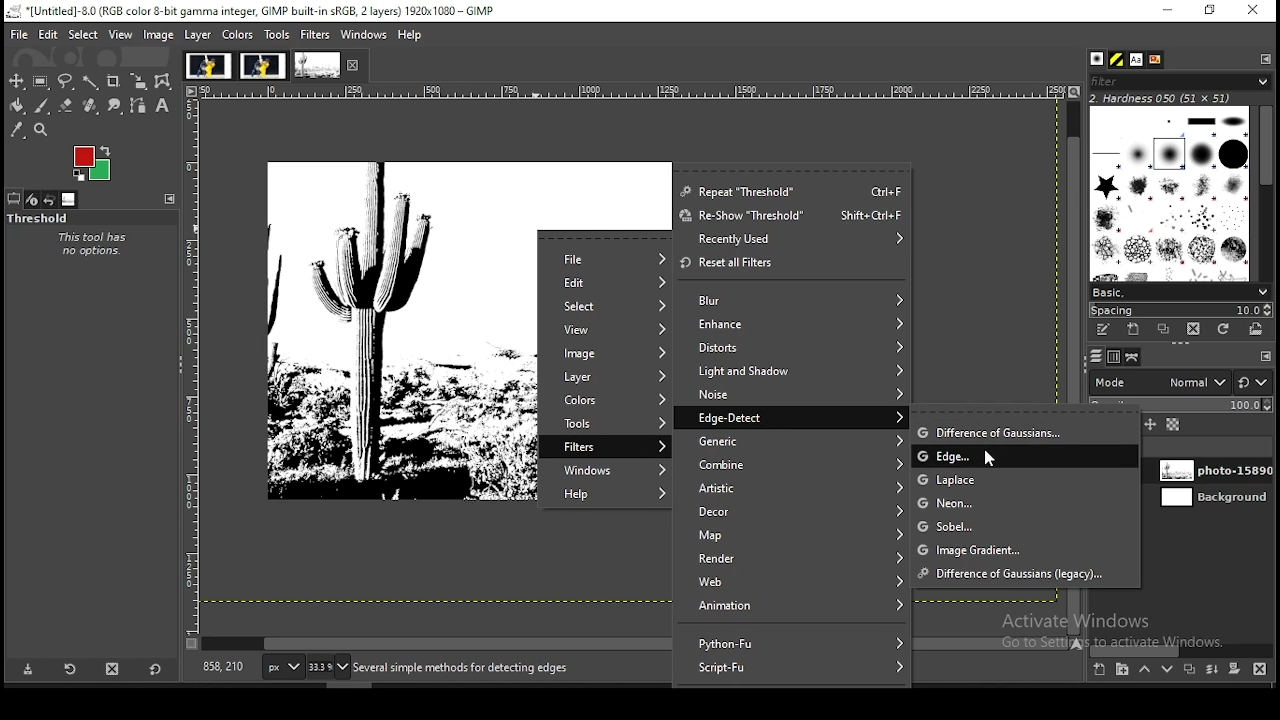 *[Untitled]-8.0 (RGB color 8-bit gamma integer, GIMP built-in sRGB, 2 layers) 1920x1080 – GIMP
File Edit Select View Image Layer Colors Tools Filters Windows Help
0 250 500 750 1000 1250 1500 1750 2000 2250
filter
2. Hardness 050 (51 × 51)
Basic,
Spacing 10.0
Mode Normal
100.0
photo-15890
Background
Threshold
This tool has
no options.
File
Edit
Select
View
Image
Layer
Colors
Tools
Filters
Windows
Help
Repeat "Threshold" Ctrl+F
Re-Show "Threshold" Shift+Ctrl+F
Recently Used
Reset all Filters
Blur
Enhance
Distorts
Light and Shadow
Noise
Edge-Detect
Generic
Combine
Artistic
Decor
Map
Render
Web
Animation
Python-Fu
Script-Fu
Difference of Gaussians...
Edge...
Laplace
Neon...
Sobel...
Image Gradient...
Difference of Gaussians (legacy)...
Activate Windows
Go to Settings to activate Windows.
858, 210 px 33.3 % Several simple methods for detecting edges